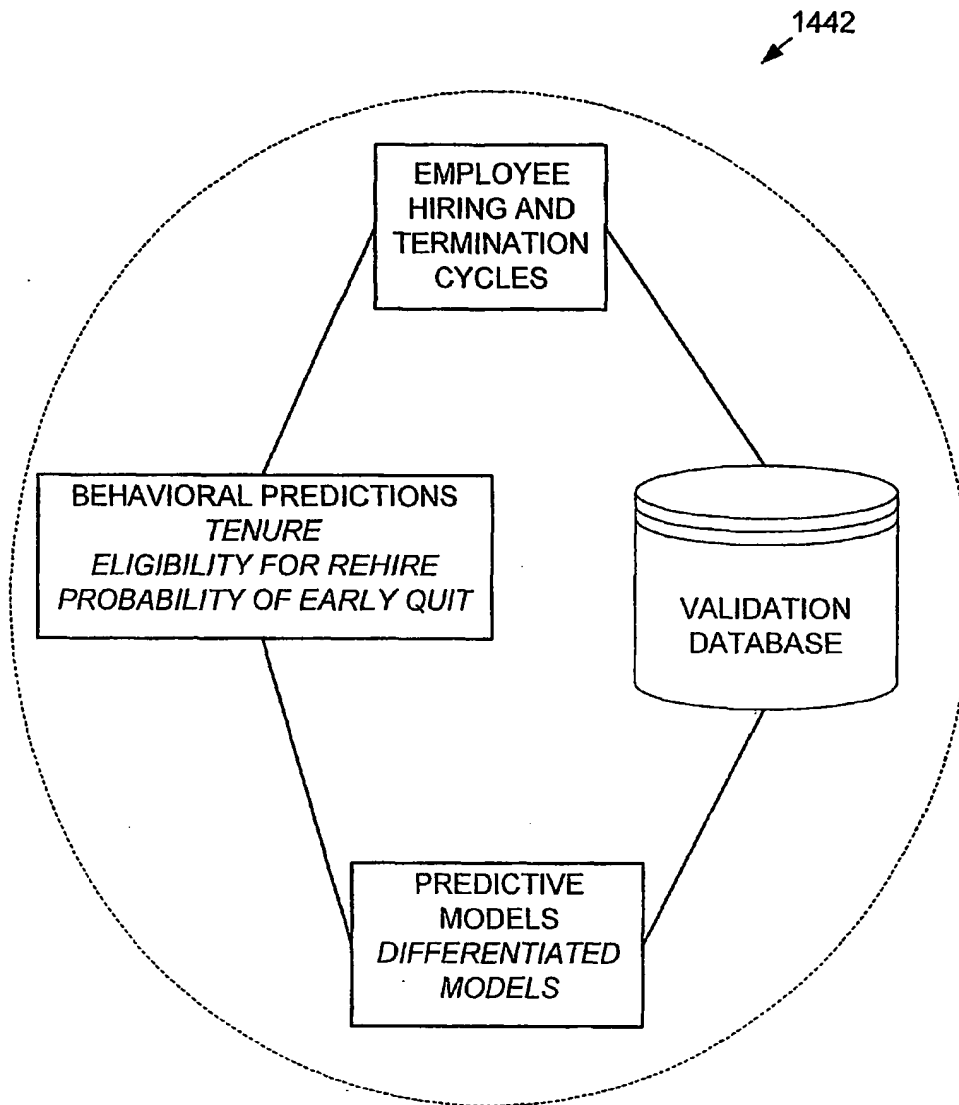 1442
EMPLOYEE
HIRING AND
TERMINATION
CYCLES
BEHAVIORAL PREDICTIONS
TENURE
ELIGIBILITY FOR REHIRE
PROBABILITY OF EARLY QUIT
VALIDATION
DATABASE
PREDICTIVE
MODELS
DIFFERENTIATED
MODELS